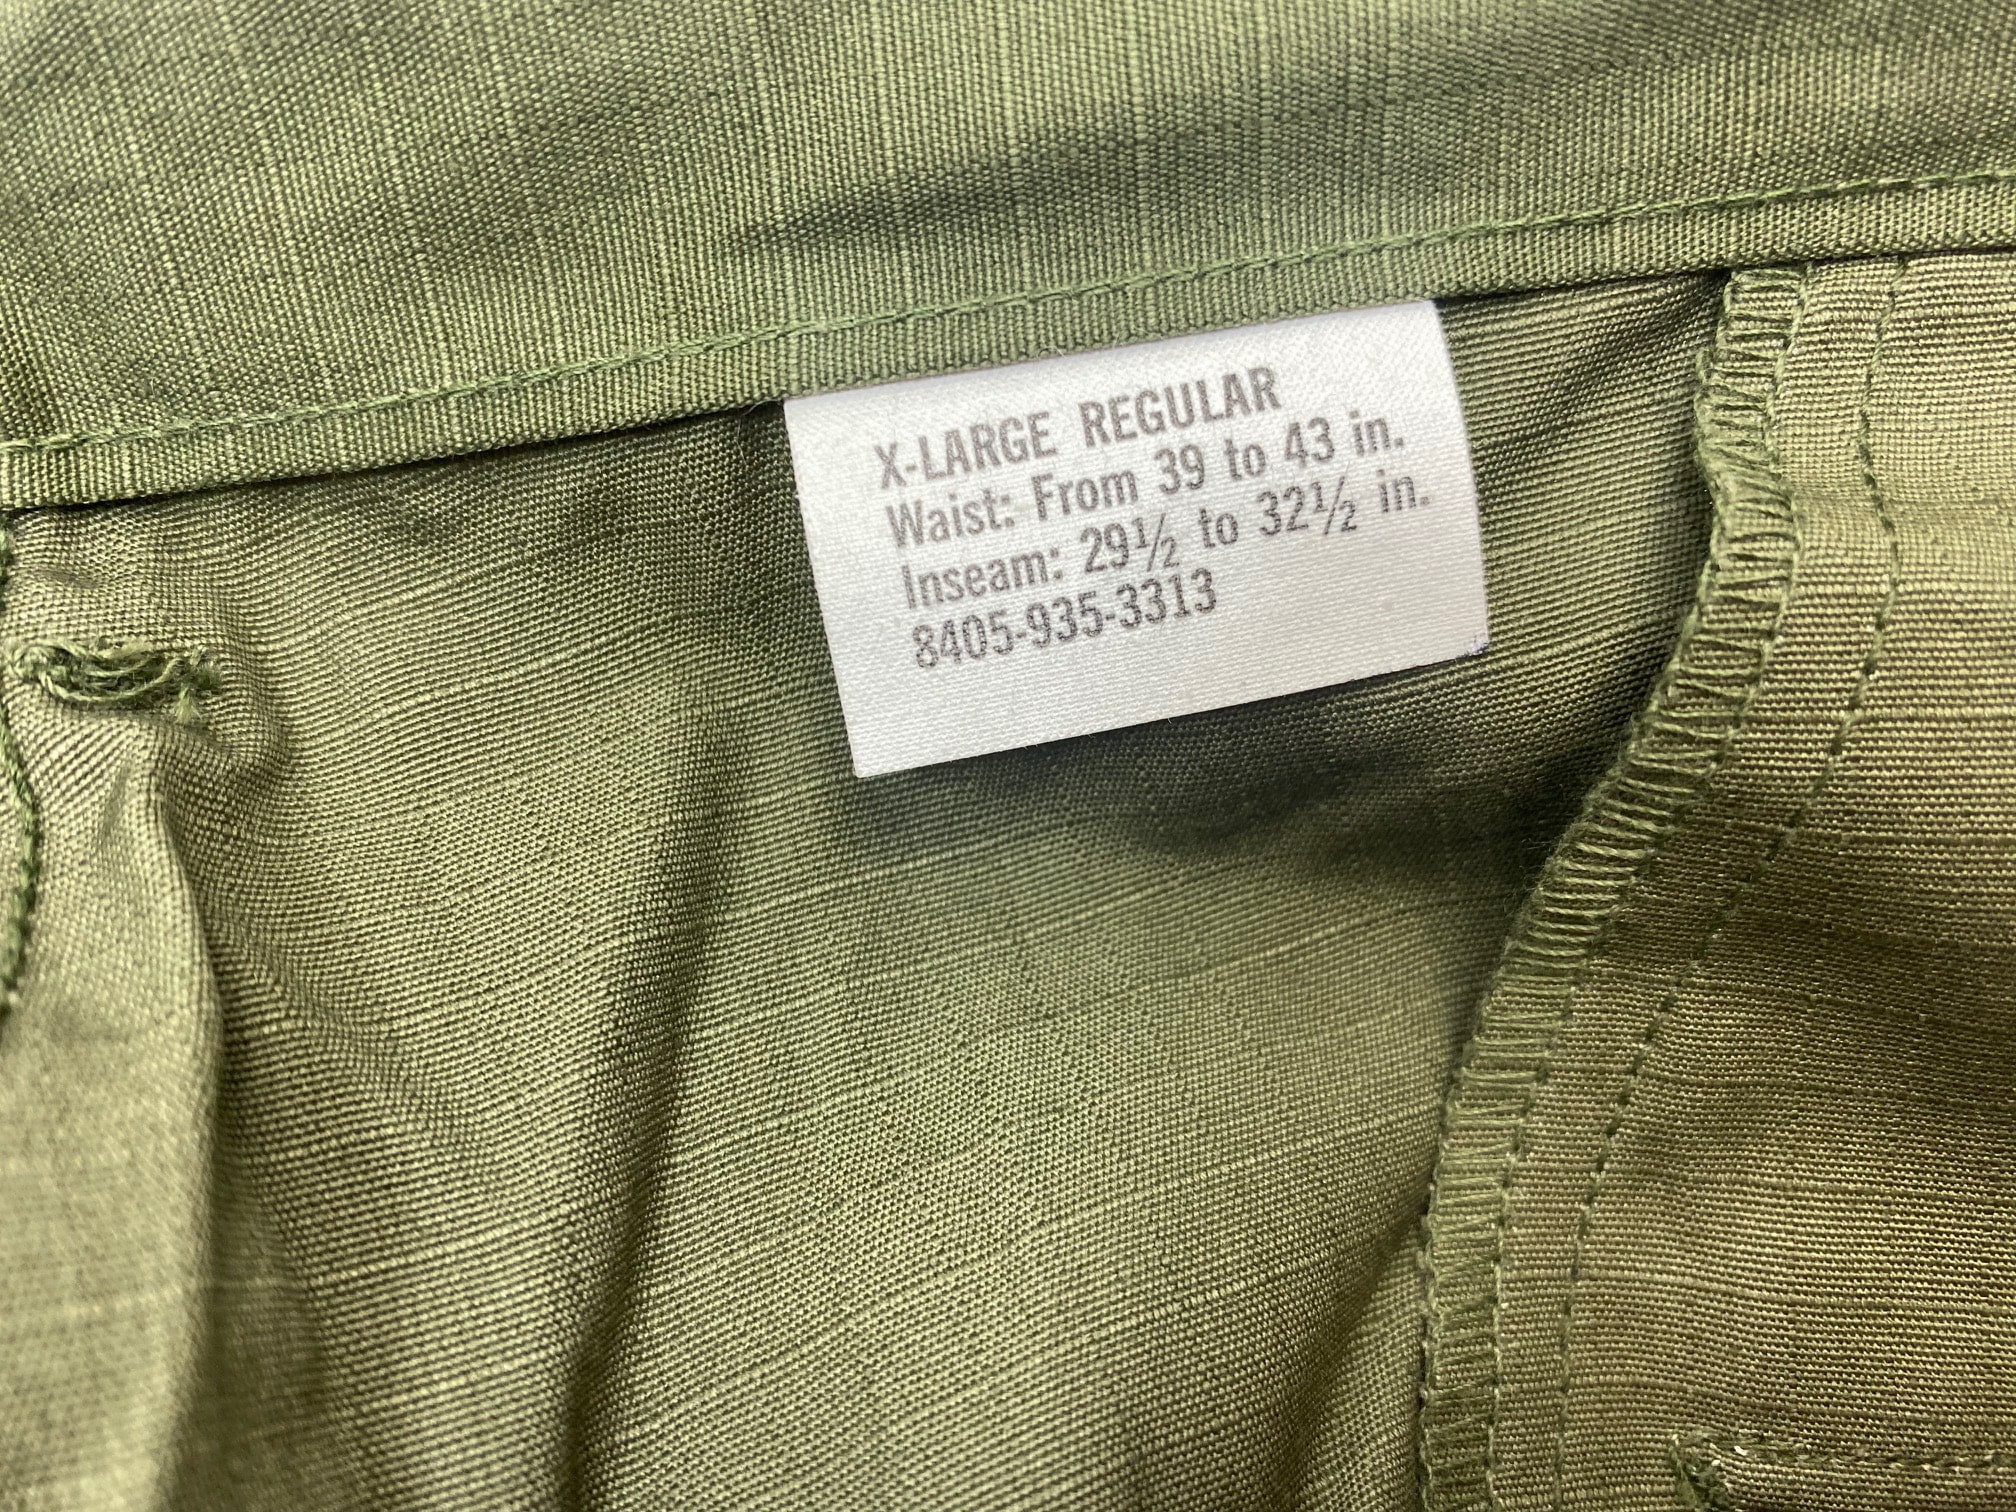 X-LARGE REGULAR
Waist: From 39 to 43 in.
Inseam: 29½ to 32½ in.
8405-935-3313